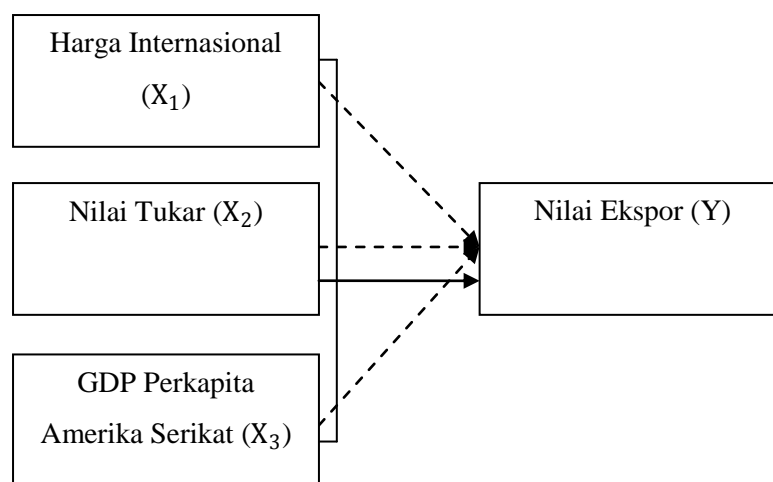 Harga Internasional
(X₁)
Nilai Tukar (X₂)
Nilai Ekspor (Y)
GDP Perkapita
Amerika Serikat (X₃)